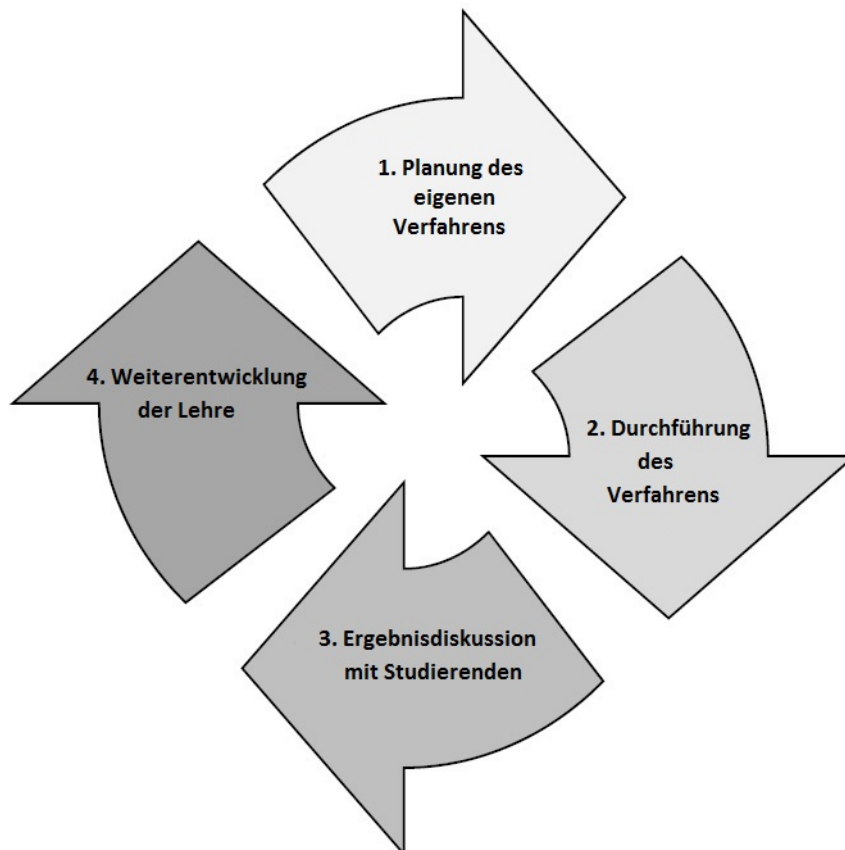 1. Planung des
eigenen
Verfahrens
2. Durchführung
des
Verfahrens
3. Ergebnisdiskussion
mit Studierenden
4. Weiterentwicklung
der Lehre